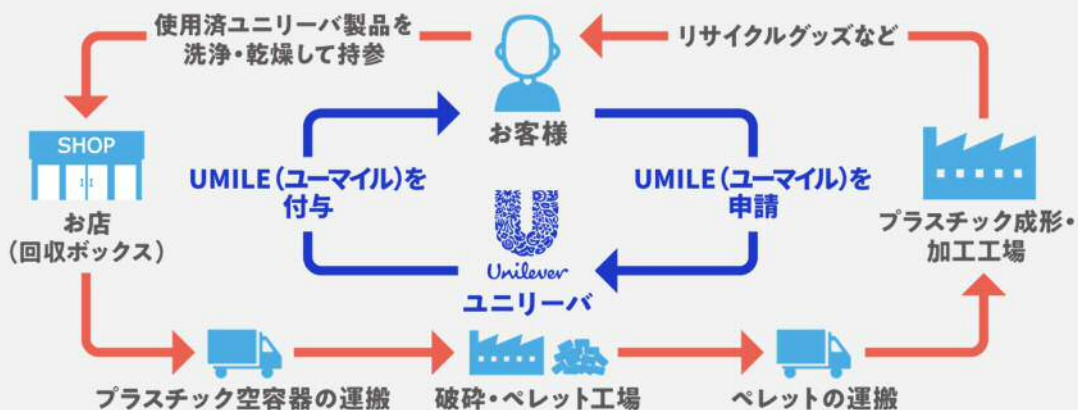 使用済ユニリーバ製品を
洗浄・乾燥して持参
リサイクルグッズなど
お客様
SHOP
お店
(回収ボックス)
UMILE(ユーマイル)を
付与
UMILE(ユーマイル)を
申請
Unilever
ユニリーバ
プラスチック成形・
加工工場
プラスチック空容器の運搬
破砕・ペレット工場
ペレットの運搬